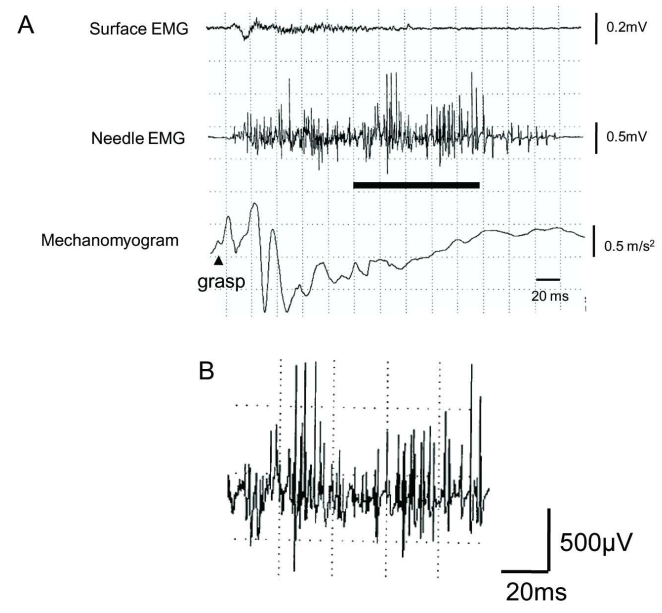 A
Surface EMG
0.2mV
Needle EMG
0.5mV
Mechanomyogram
0.5 m/s²
grasp
20 ms
B
500µV
20ms